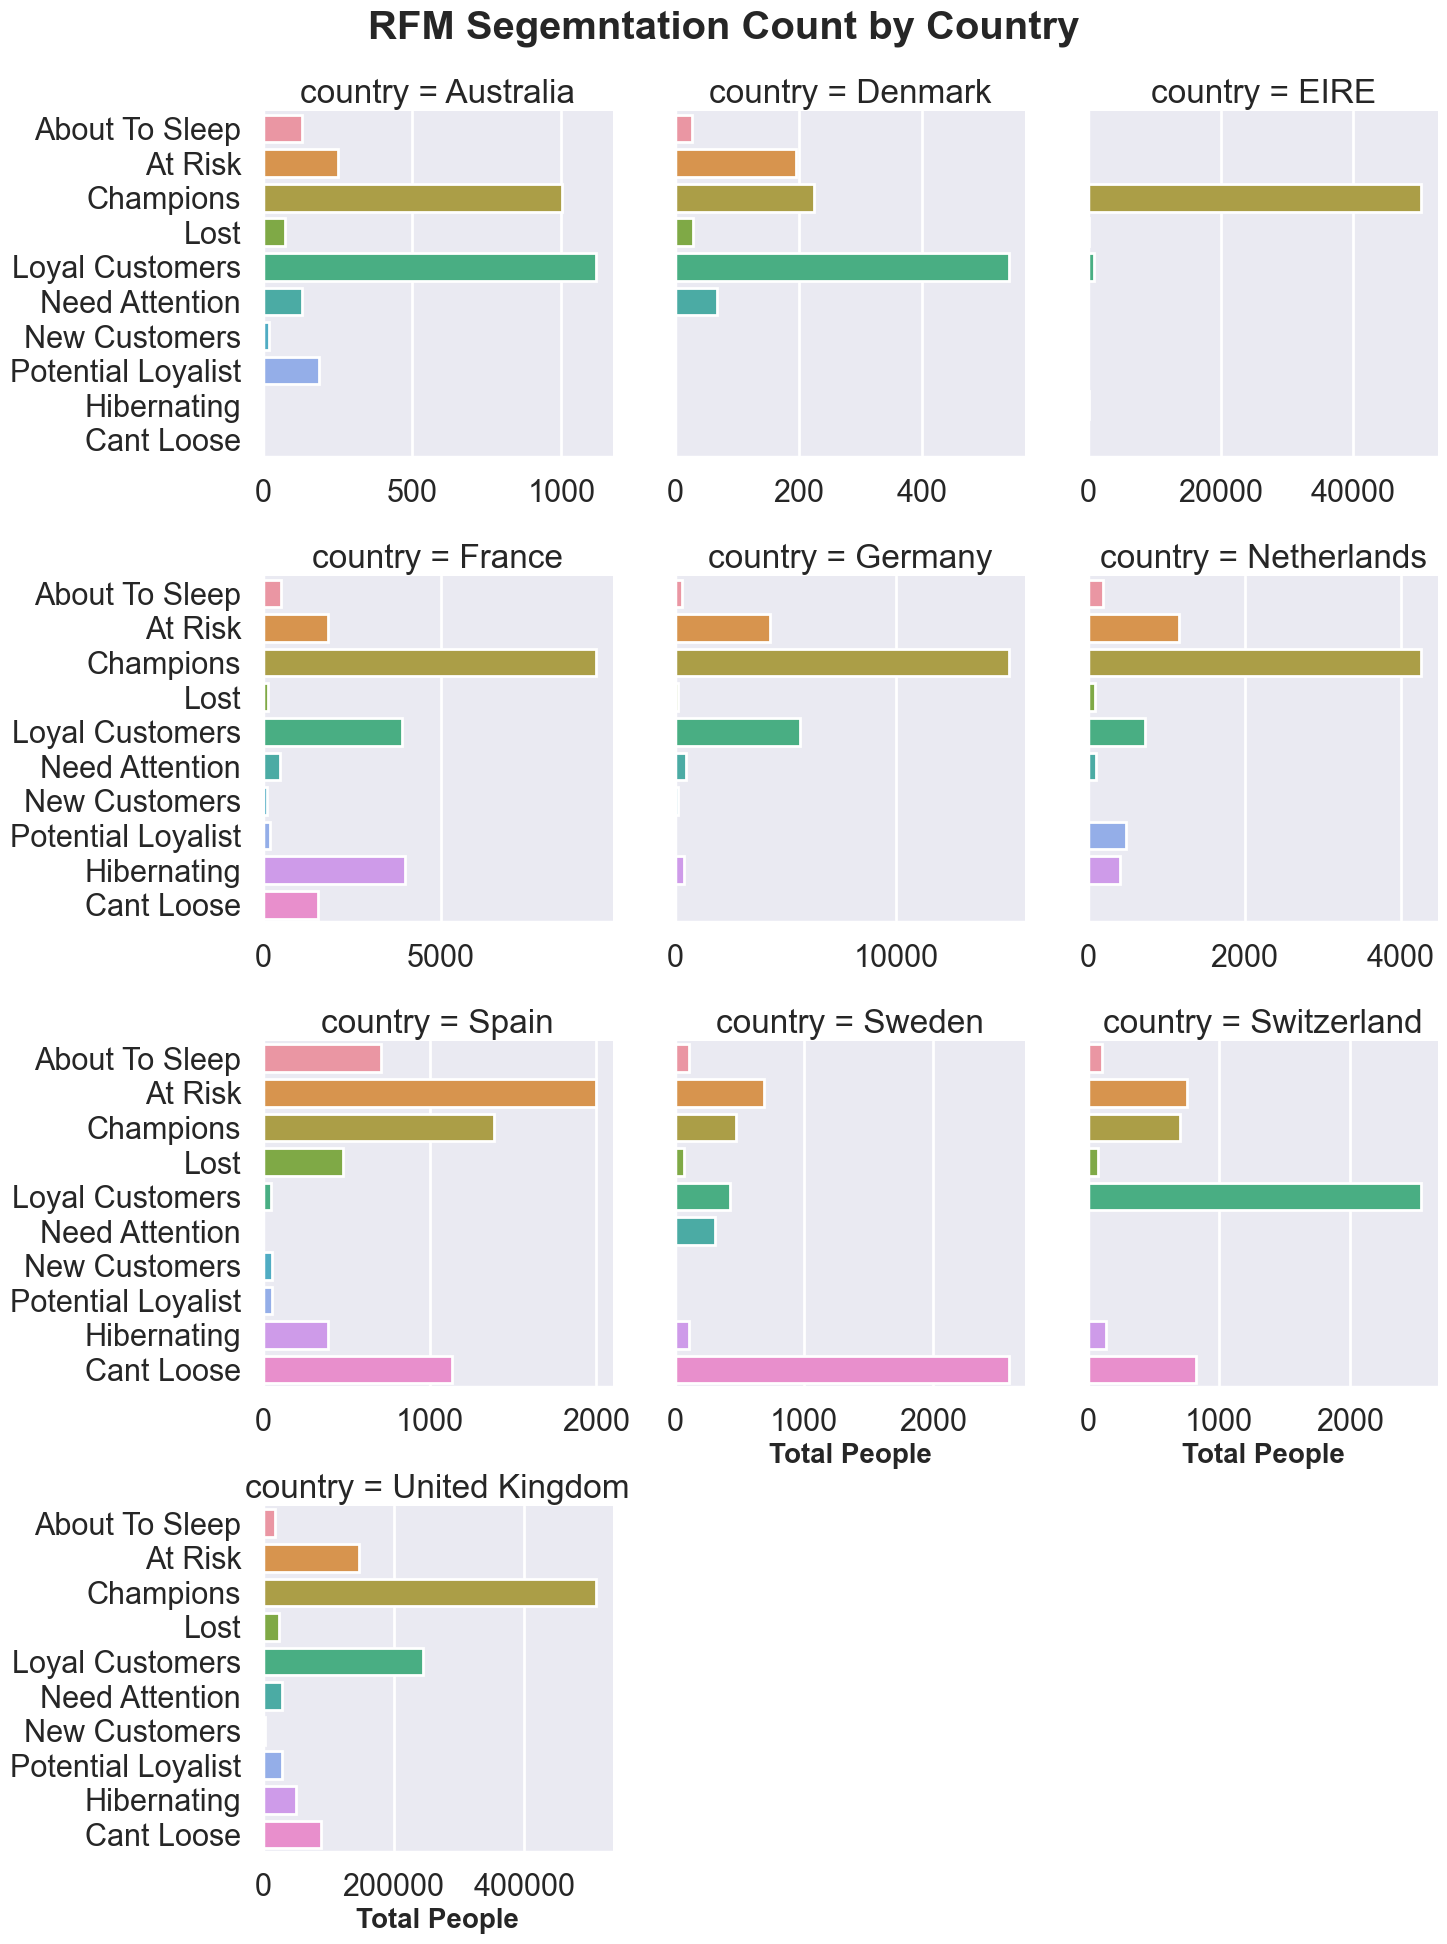 RFM Segemntation Count by Country
country = Australia
country = Denmark
country = EIRE
About To Sleep
At Risk
Champions
Lost
Loyal Customers
Need Attention
New Customers
Potential Loyalist
Hibernating
Cant Loose
0 500 1000
0 200 400
0 20000 40000
country = France
country = Germany
country = Netherlands
About To Sleep
At Risk
Champions
Lost
Loyal Customers
Need Attention
New Customers
Potential Loyalist
Hibernating
Cant Loose
0 5000
0 10000
0 2000 4000
country = Spain
country = Sweden
country = Switzerland
About To Sleep
At Risk
Champions
Lost
Loyal Customers
Need Attention
New Customers
Potential Loyalist
Hibernating
Cant Loose
0 1000 2000
0 1000 2000
0 1000 2000
Total People
Total People
country = United Kingdom
About To Sleep
At Risk
Champions
Lost
Loyal Customers
Need Attention
New Customers
Potential Loyalist
Hibernating
Cant Loose
0 200000 400000
Total People